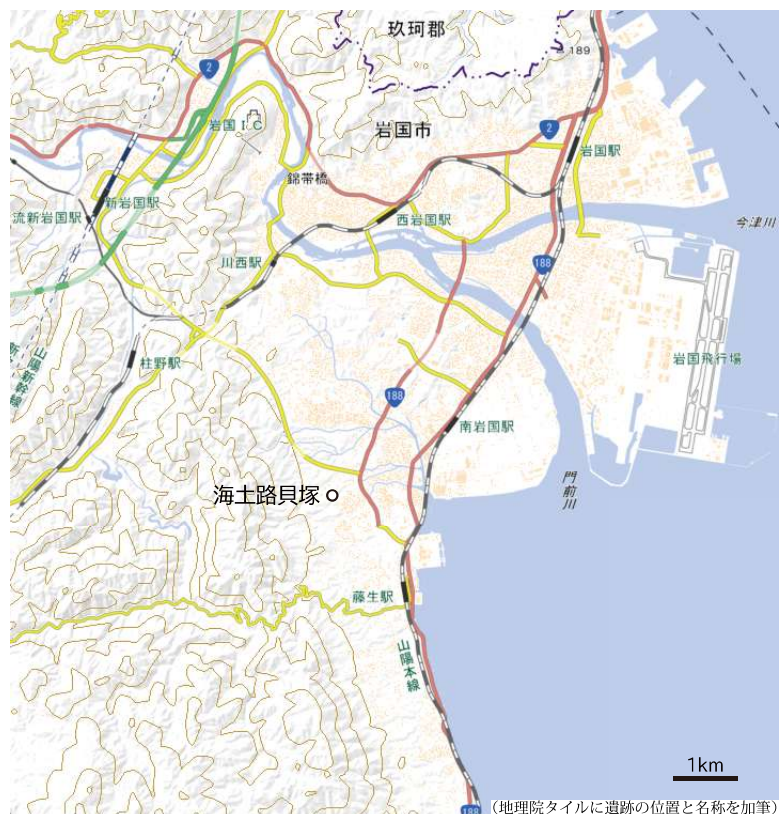 玖珂郡
189
2
岩国IC
岩国市
2
岩国駅
錦帯橋
新岩国駅
流新岩国駅
西岩国駅
今津川
川西駅
188
山陽新幹線
柱野駅
岩国飛行場
188
南岩国駅
海土路貝塚
門前川
藤生駅
山陽本線
1km
188
(地理院タイルに遺跡の位置と名称を加筆)